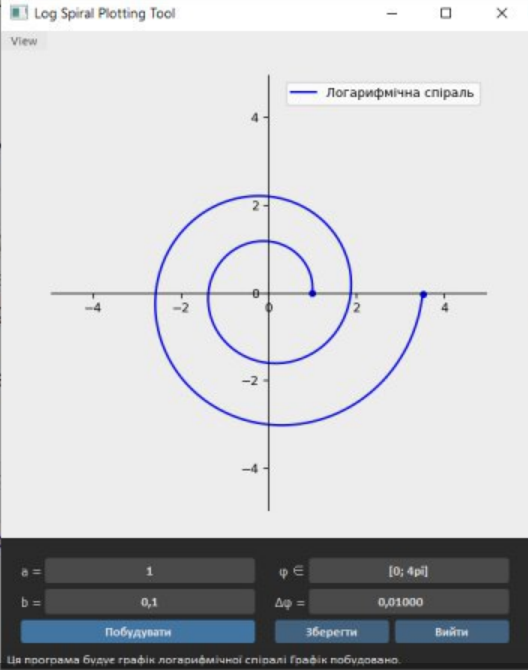 Log Spiral Plotting Tool
View
Логарифмічна спіраль
4
2
0
−4 −2 0 2 4
−2
−4
a = 1 φ ∈ [0; 4pi]
b = 0,1 Δφ = 0,01000
Побудувати Зберегти Вийти
Ця програма будує графік логарифмічної спіралі Графік побудовано.